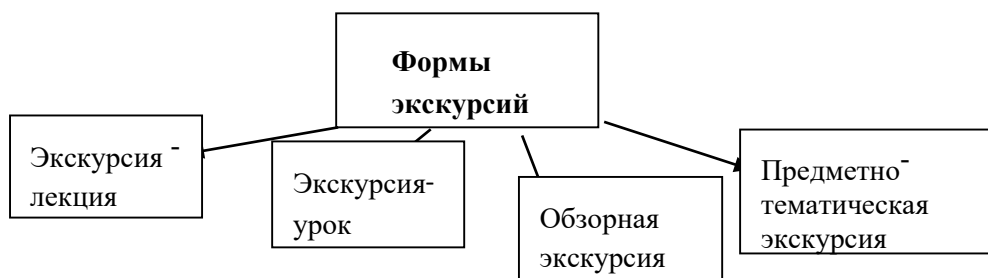 Формы
экскурсий
Экскурсия -
лекция
Экскурсия-
урок
Обзорная
экскурсия
Предметно-
тематическая
экскурсия